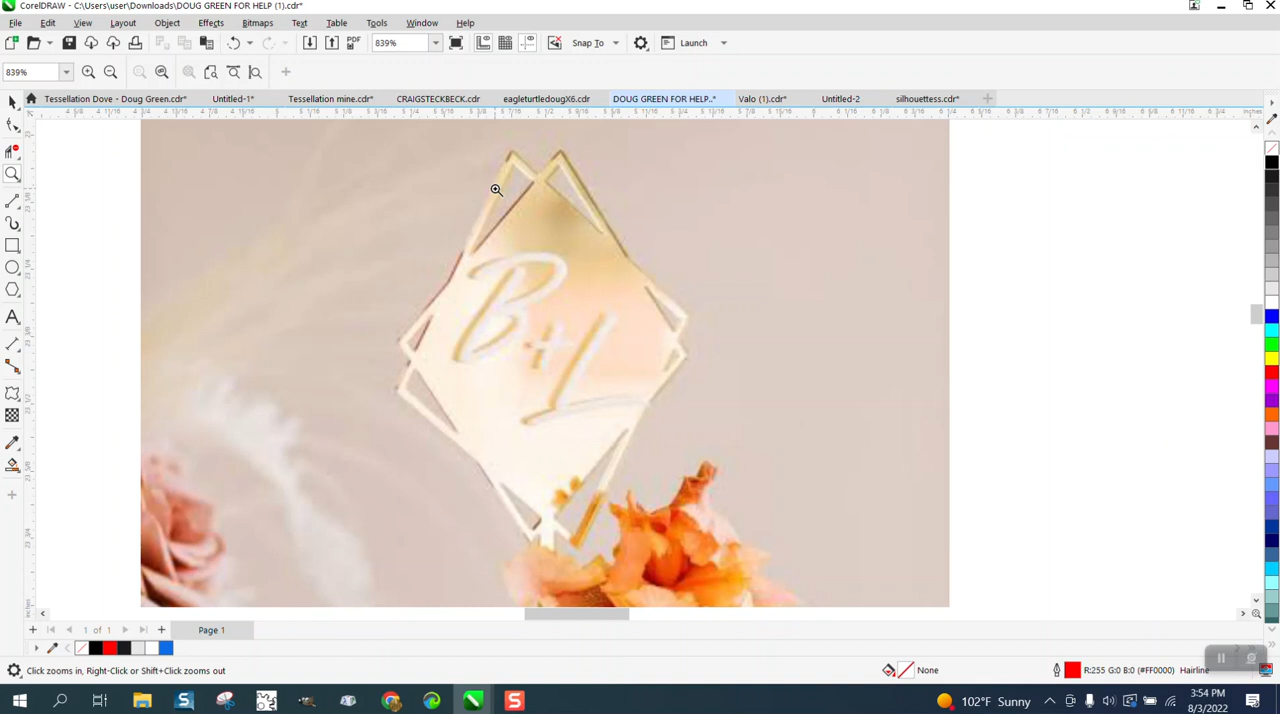 CorelDRAW - C:\Users\user\Downloads\DOUG GREEN FOR HELP (1).cdr*
File Edit View Layout Object Effects Bitmaps Text Table Tools Window Help
PDF 839% Snap To Launch
839%
Tessellation Dove - Doug Green.cdr* Untitled-1* Tessellation mine.cdr* CRAIGSTECKBECK.cdr eagleturtledougX6.cdr DOUG GREEN FOR HELP..* Valo (1).cdr* Untitled-2 silhouettess.cdr*
inches
B+L
1 of 1 Page 1
Click zooms in, Right-Click or Shift+Click zooms out None R:255 G:0 B:0 (#FF0000) Hairline
102°F Sunny 3:54 PM
8/3/2022